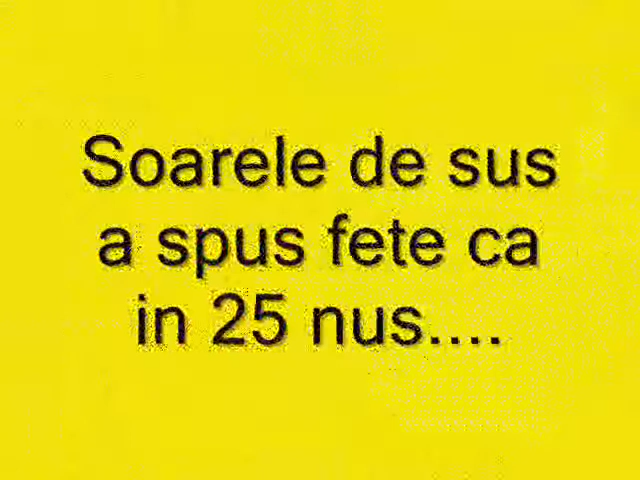 Soarele de sus
a spus fete ca
in 25 nus....